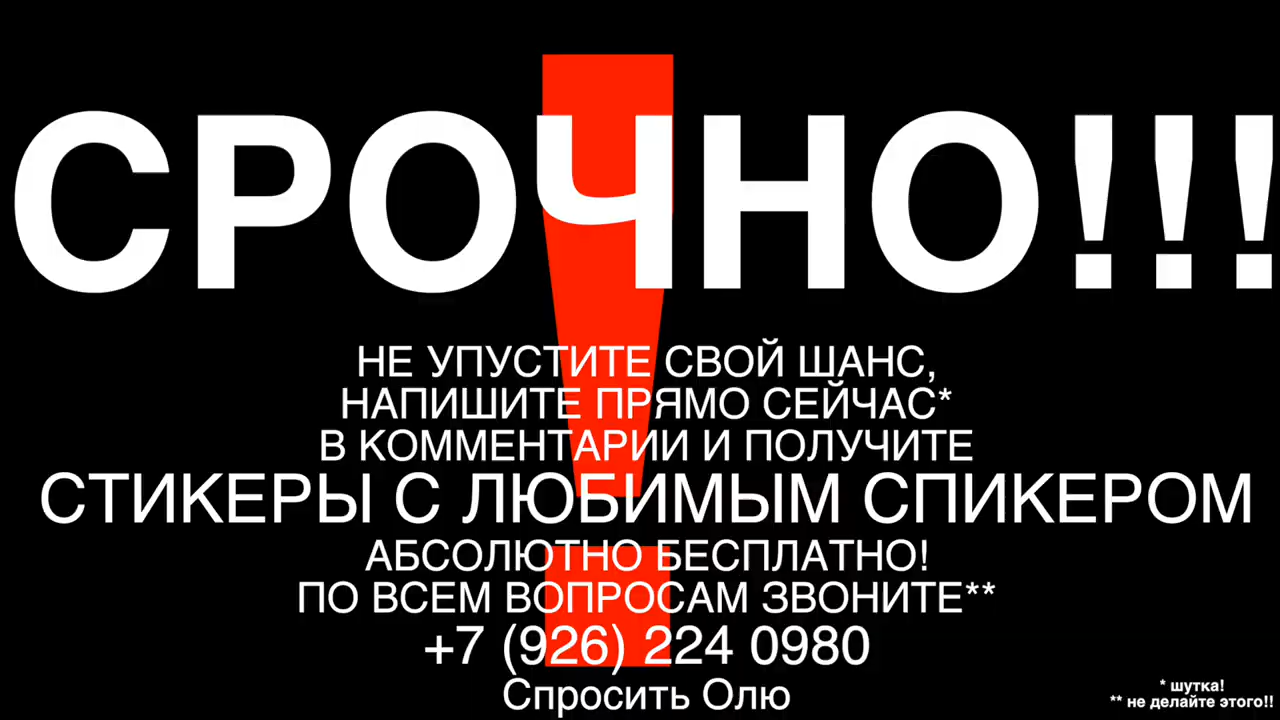 СРОЧНО!!!
НЕ УПУСТИТЕ СВОЙ ШАНС,
НАПИШИТЕ ПРЯМО СЕЙЧАС*
В КОММЕНТАРИИ И ПОЛУЧИТЕ
СТИКЕРЫ С ЛЮБИМЫМ СПИКЕРОМ
АБСОЛЮТНО БЕСПЛАТНО!
ПО ВСЕМ ВОПРОСАМ ЗВОНИТЕ**
+7 (926) 224 0980
Спросить Олю
* шутка!
** не делайте этого!!